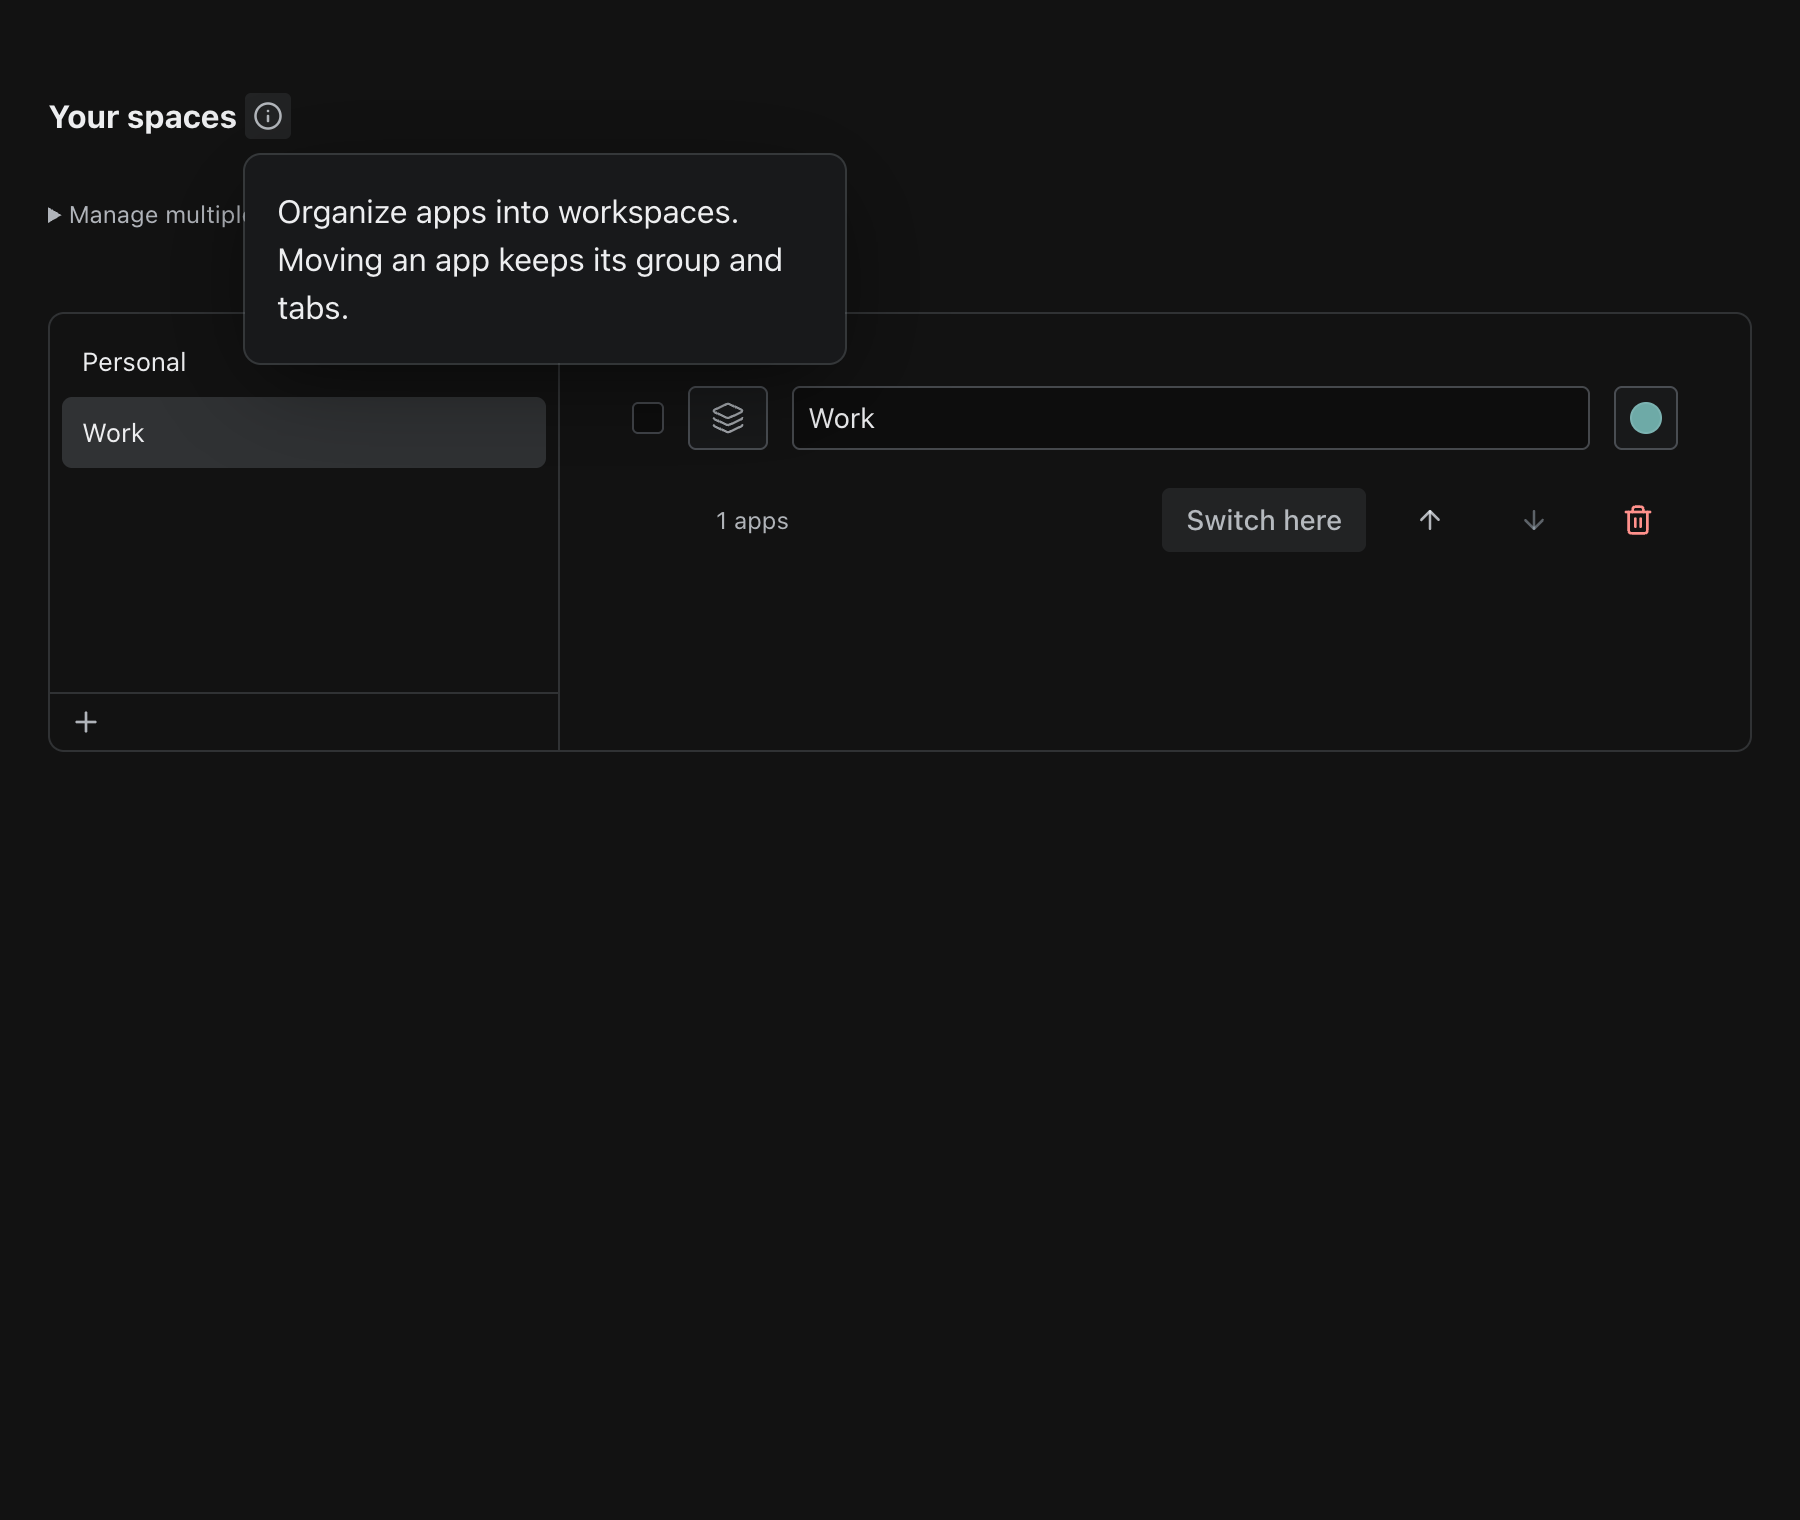 Your spaces
Manage multiple
Organize apps into workspaces.
Moving an app keeps its group and
tabs.
Personal
Work
Work
1 apps
Switch here